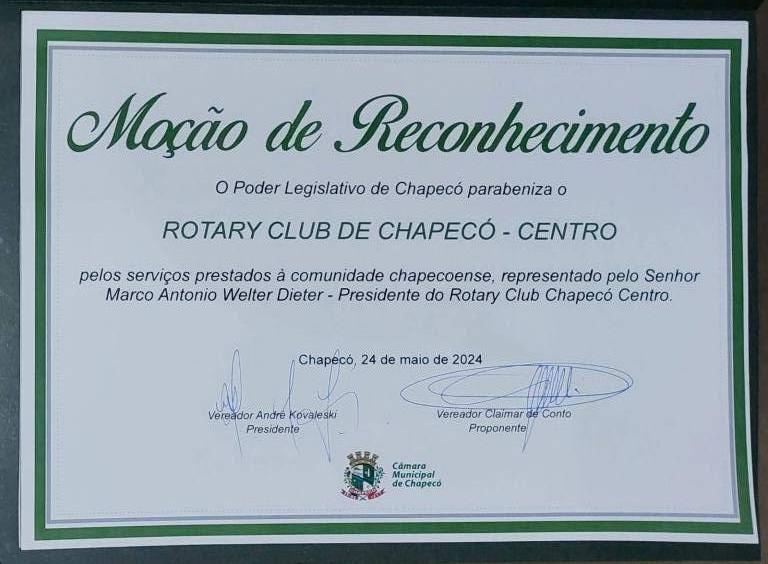 Moção de Reconhecimento
O Poder Legislativo de Chapecó parabeniza o
ROTARY CLUB DE CHAPECÓ - CENTRO
pelos serviços prestados à comunidade chapecoense, representado pelo Senhor
Marco Antonio Welter Dieter - Presidente do Rotary Club Chapecó Centro.
Chapecó, 24 de maio de 2024
Vereador André Kovaleski
Presidente
Vereador Claimar de Conto
Proponente
Câmara
Municipal
de Chapecó